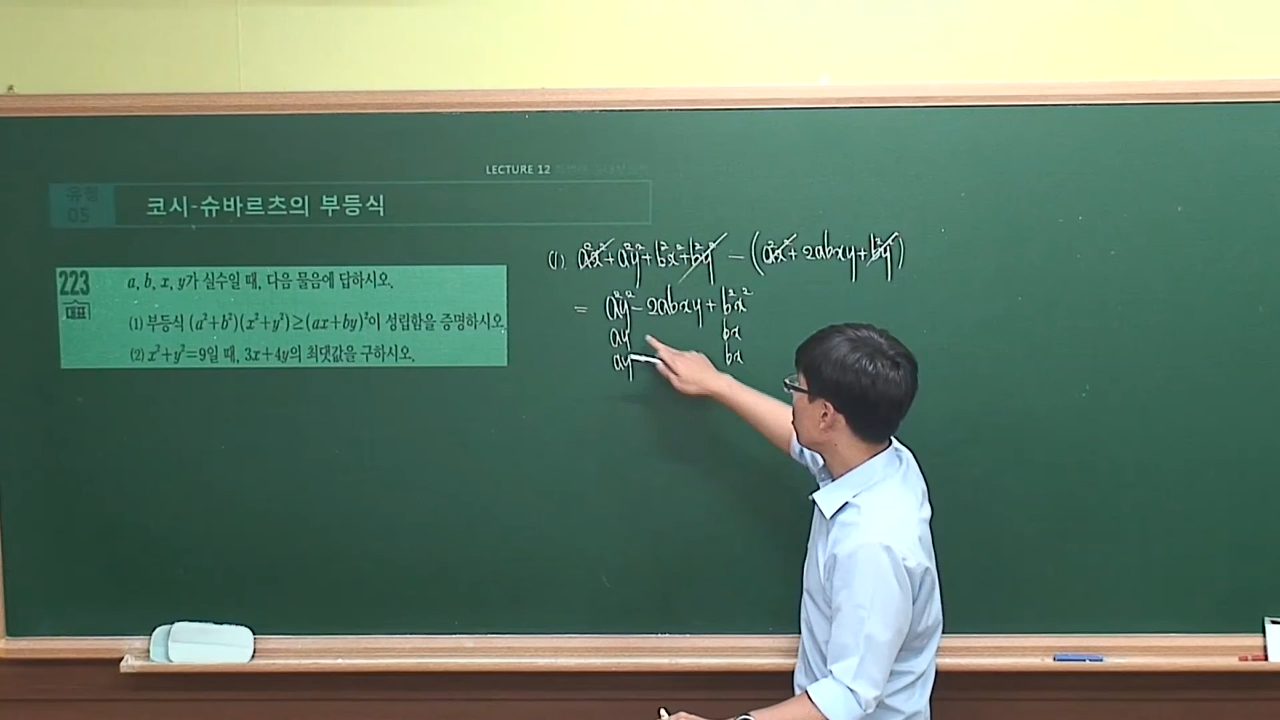 LECTURE 12
유형
05
코시-슈바르츠의 부등식
223
대표
a, b, x, y가 실수일 때, 다음 물음에 답하시오.
(1) 부등식 (a²+b²)(x²+y²)≥(ax+by)²이 성립함을 증명하시오.
(2) x²+y²=9일 때, 3x+4y의 최댓값을 구하시오.
(1). a²x²+a²y²+b²x²+b²y² - (a²x²+2abxy+b²y²)
= a²y²-2abxy+b²x²
ay bx
ay bx